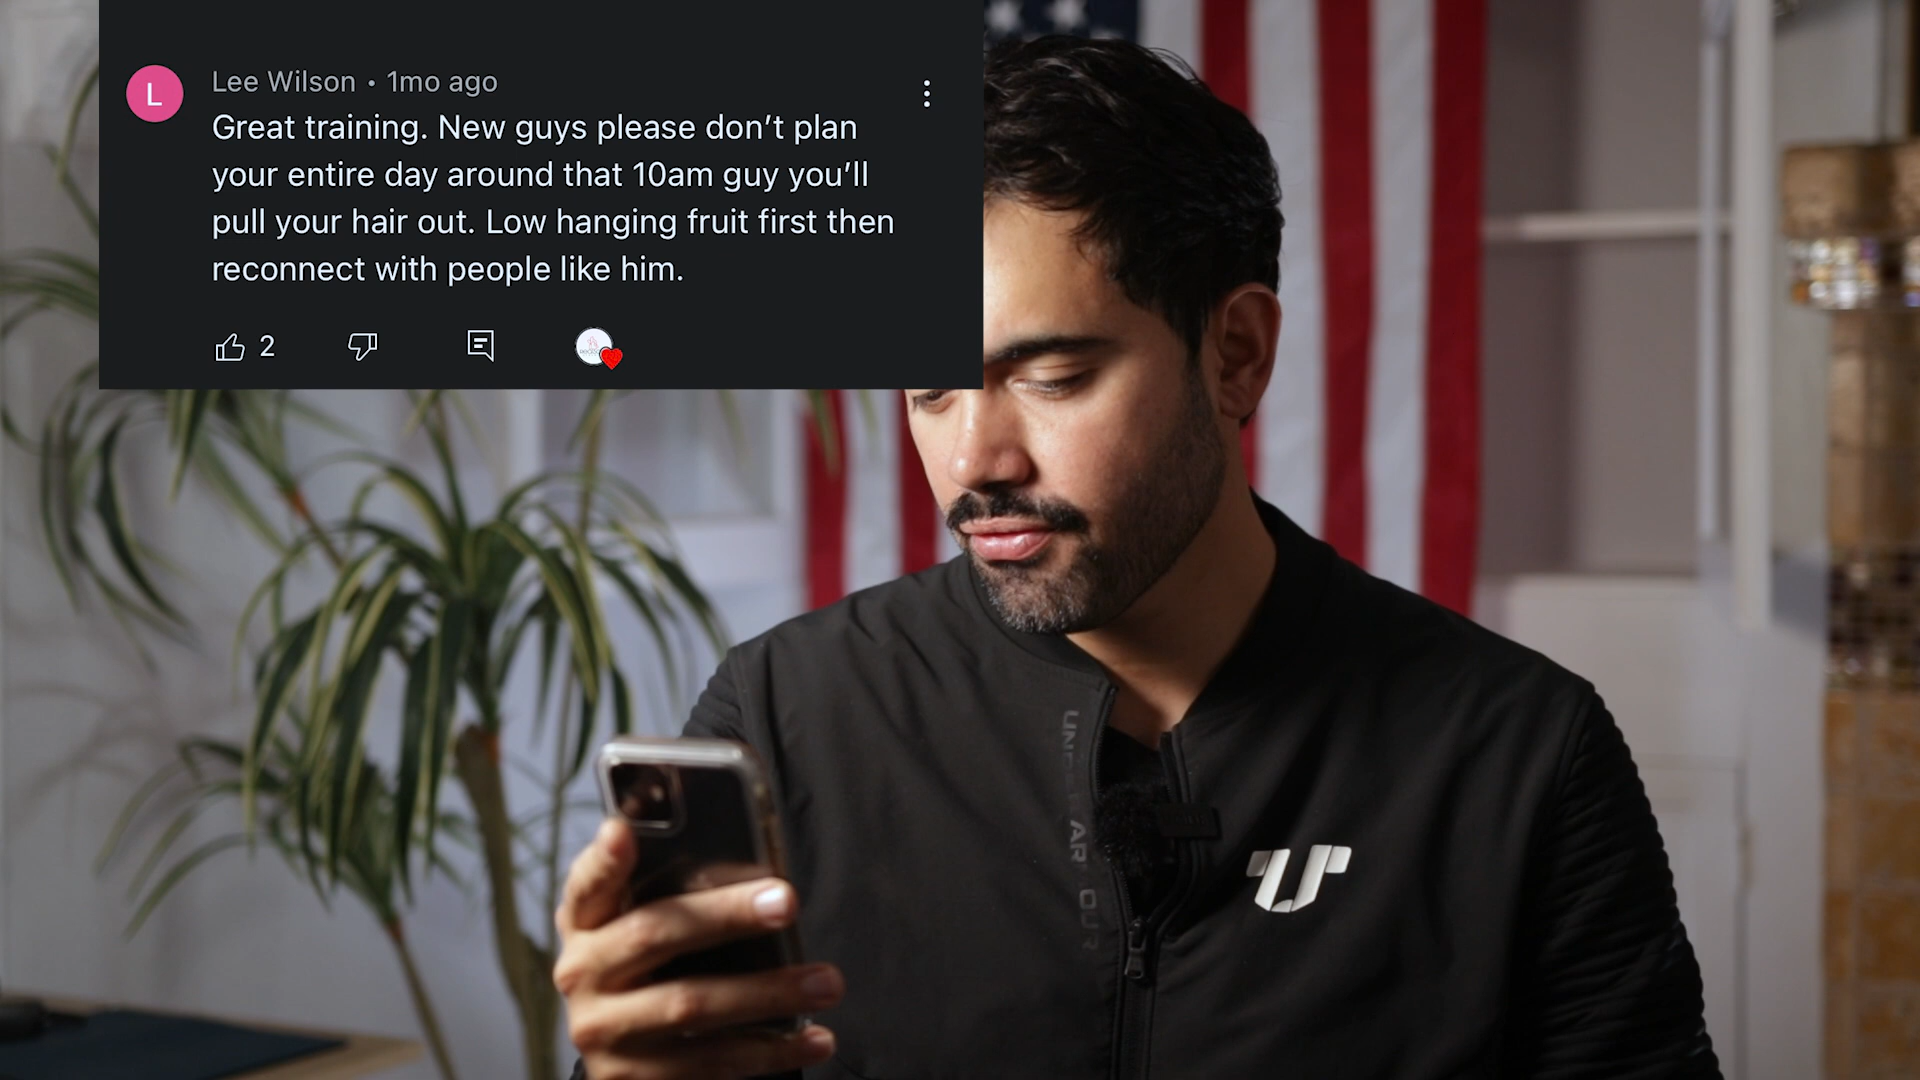 L
Lee Wilson • 1mo ago
Great training. New guys please don't plan
your entire day around that 10am guy you'll
pull your hair out. Low hanging fruit first then
reconnect with people like him.
2